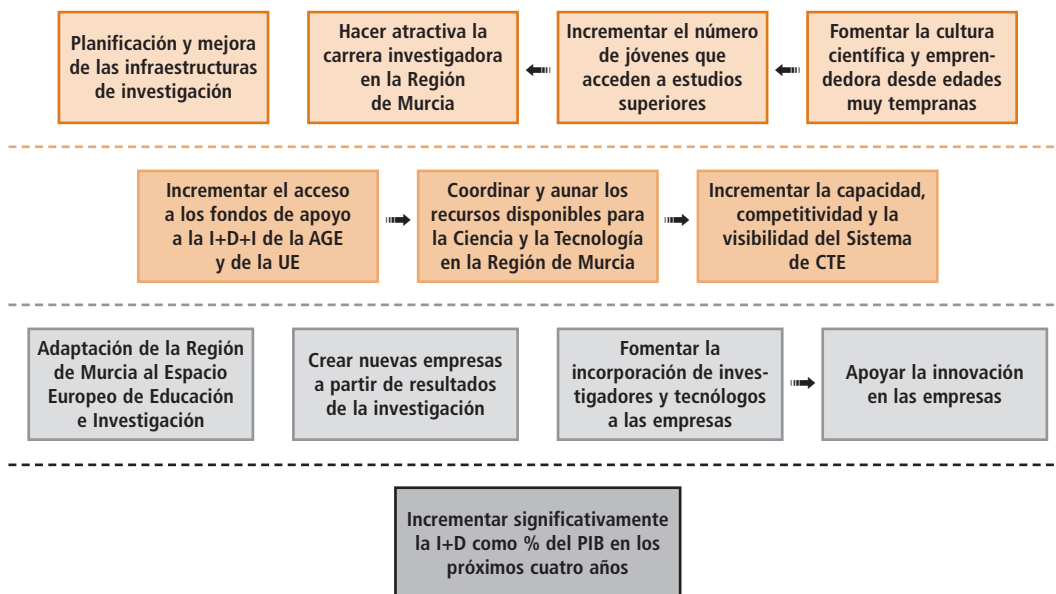 Planificación y mejora
de las infraestructuras
de investigación
Hacer atractiva la
carrera investigadora
en la Región
de Murcia
Incrementar el número
de jóvenes que
acceden a estudios
superiores
Fomentar la cultura
científica y empren-
dedora desde edades
muy tempranas
Incrementar el acceso
a los fondos de apoyo
a la I+D+I de la AGE
y de la UE
Coordinar y aunar los
recursos disponibles para
la Ciencia y la Tecnología
en la Región de Murcia
Incrementar la capacidad,
competitividad y la
visibilidad del Sistema
de CTE
Adaptación de la Región
de Murcia al Espacio
Europeo de Educación
e Investigación
Crear nuevas empresas
a partir de resultados
de la investigación
Fomentar la
incorporación de inves-
tigadores y tecnólogos
a las empresas
Apoyar la innovación
en las empresas
Incrementar significativamente
la I+D como % del PIB en los
próximos cuatro años